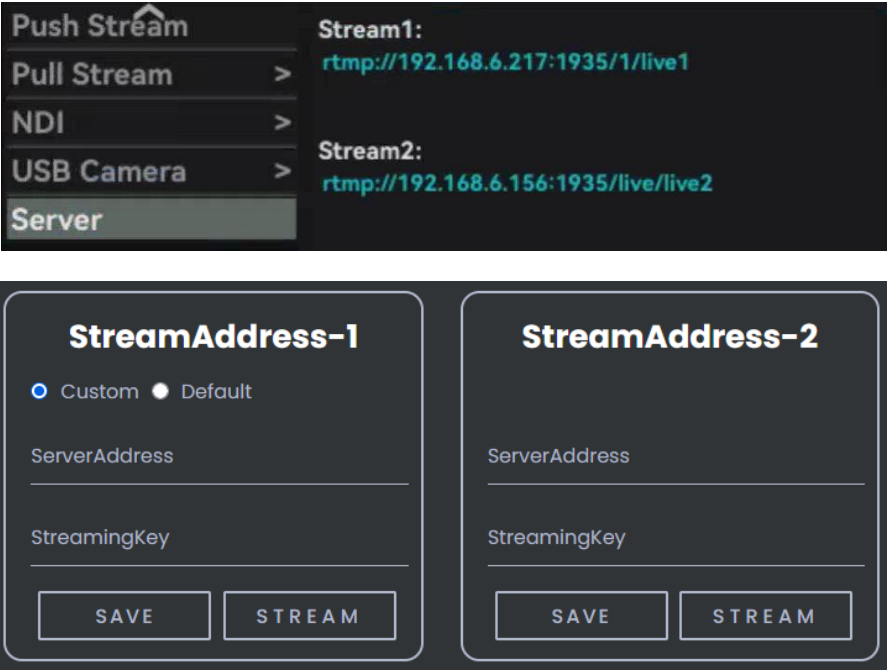 Push Stream
Pull Stream >
NDI >
USB Camera >
Server
Stream1:
rtmp://192.168.6.217:1935/1/live1
Stream2:
rtmp://192.168.6.156:1935/live/live2
StreamAddress-1
Custom Default
ServerAddress
StreamingKey
SAVE STREAM
StreamAddress-2
ServerAddress
StreamingKey
SAVE STREAM